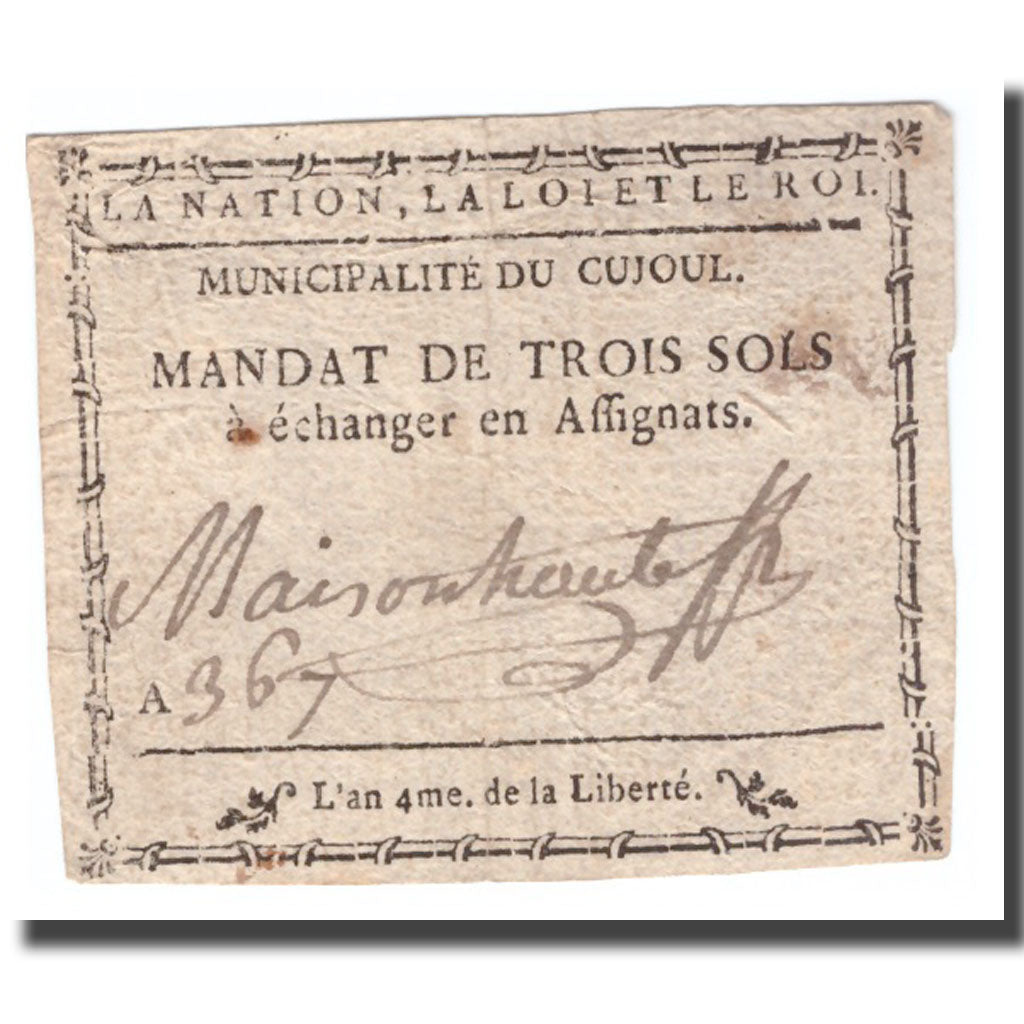 LA NATION, LA LOI ET LE ROI.
MUNICIPALITÉ DU CUJOUL.
MANDAT DE TROIS SOLS
à échanger en Aſſignats.
Maisonhaute
A 367
L'an 4me. de la Liberté.